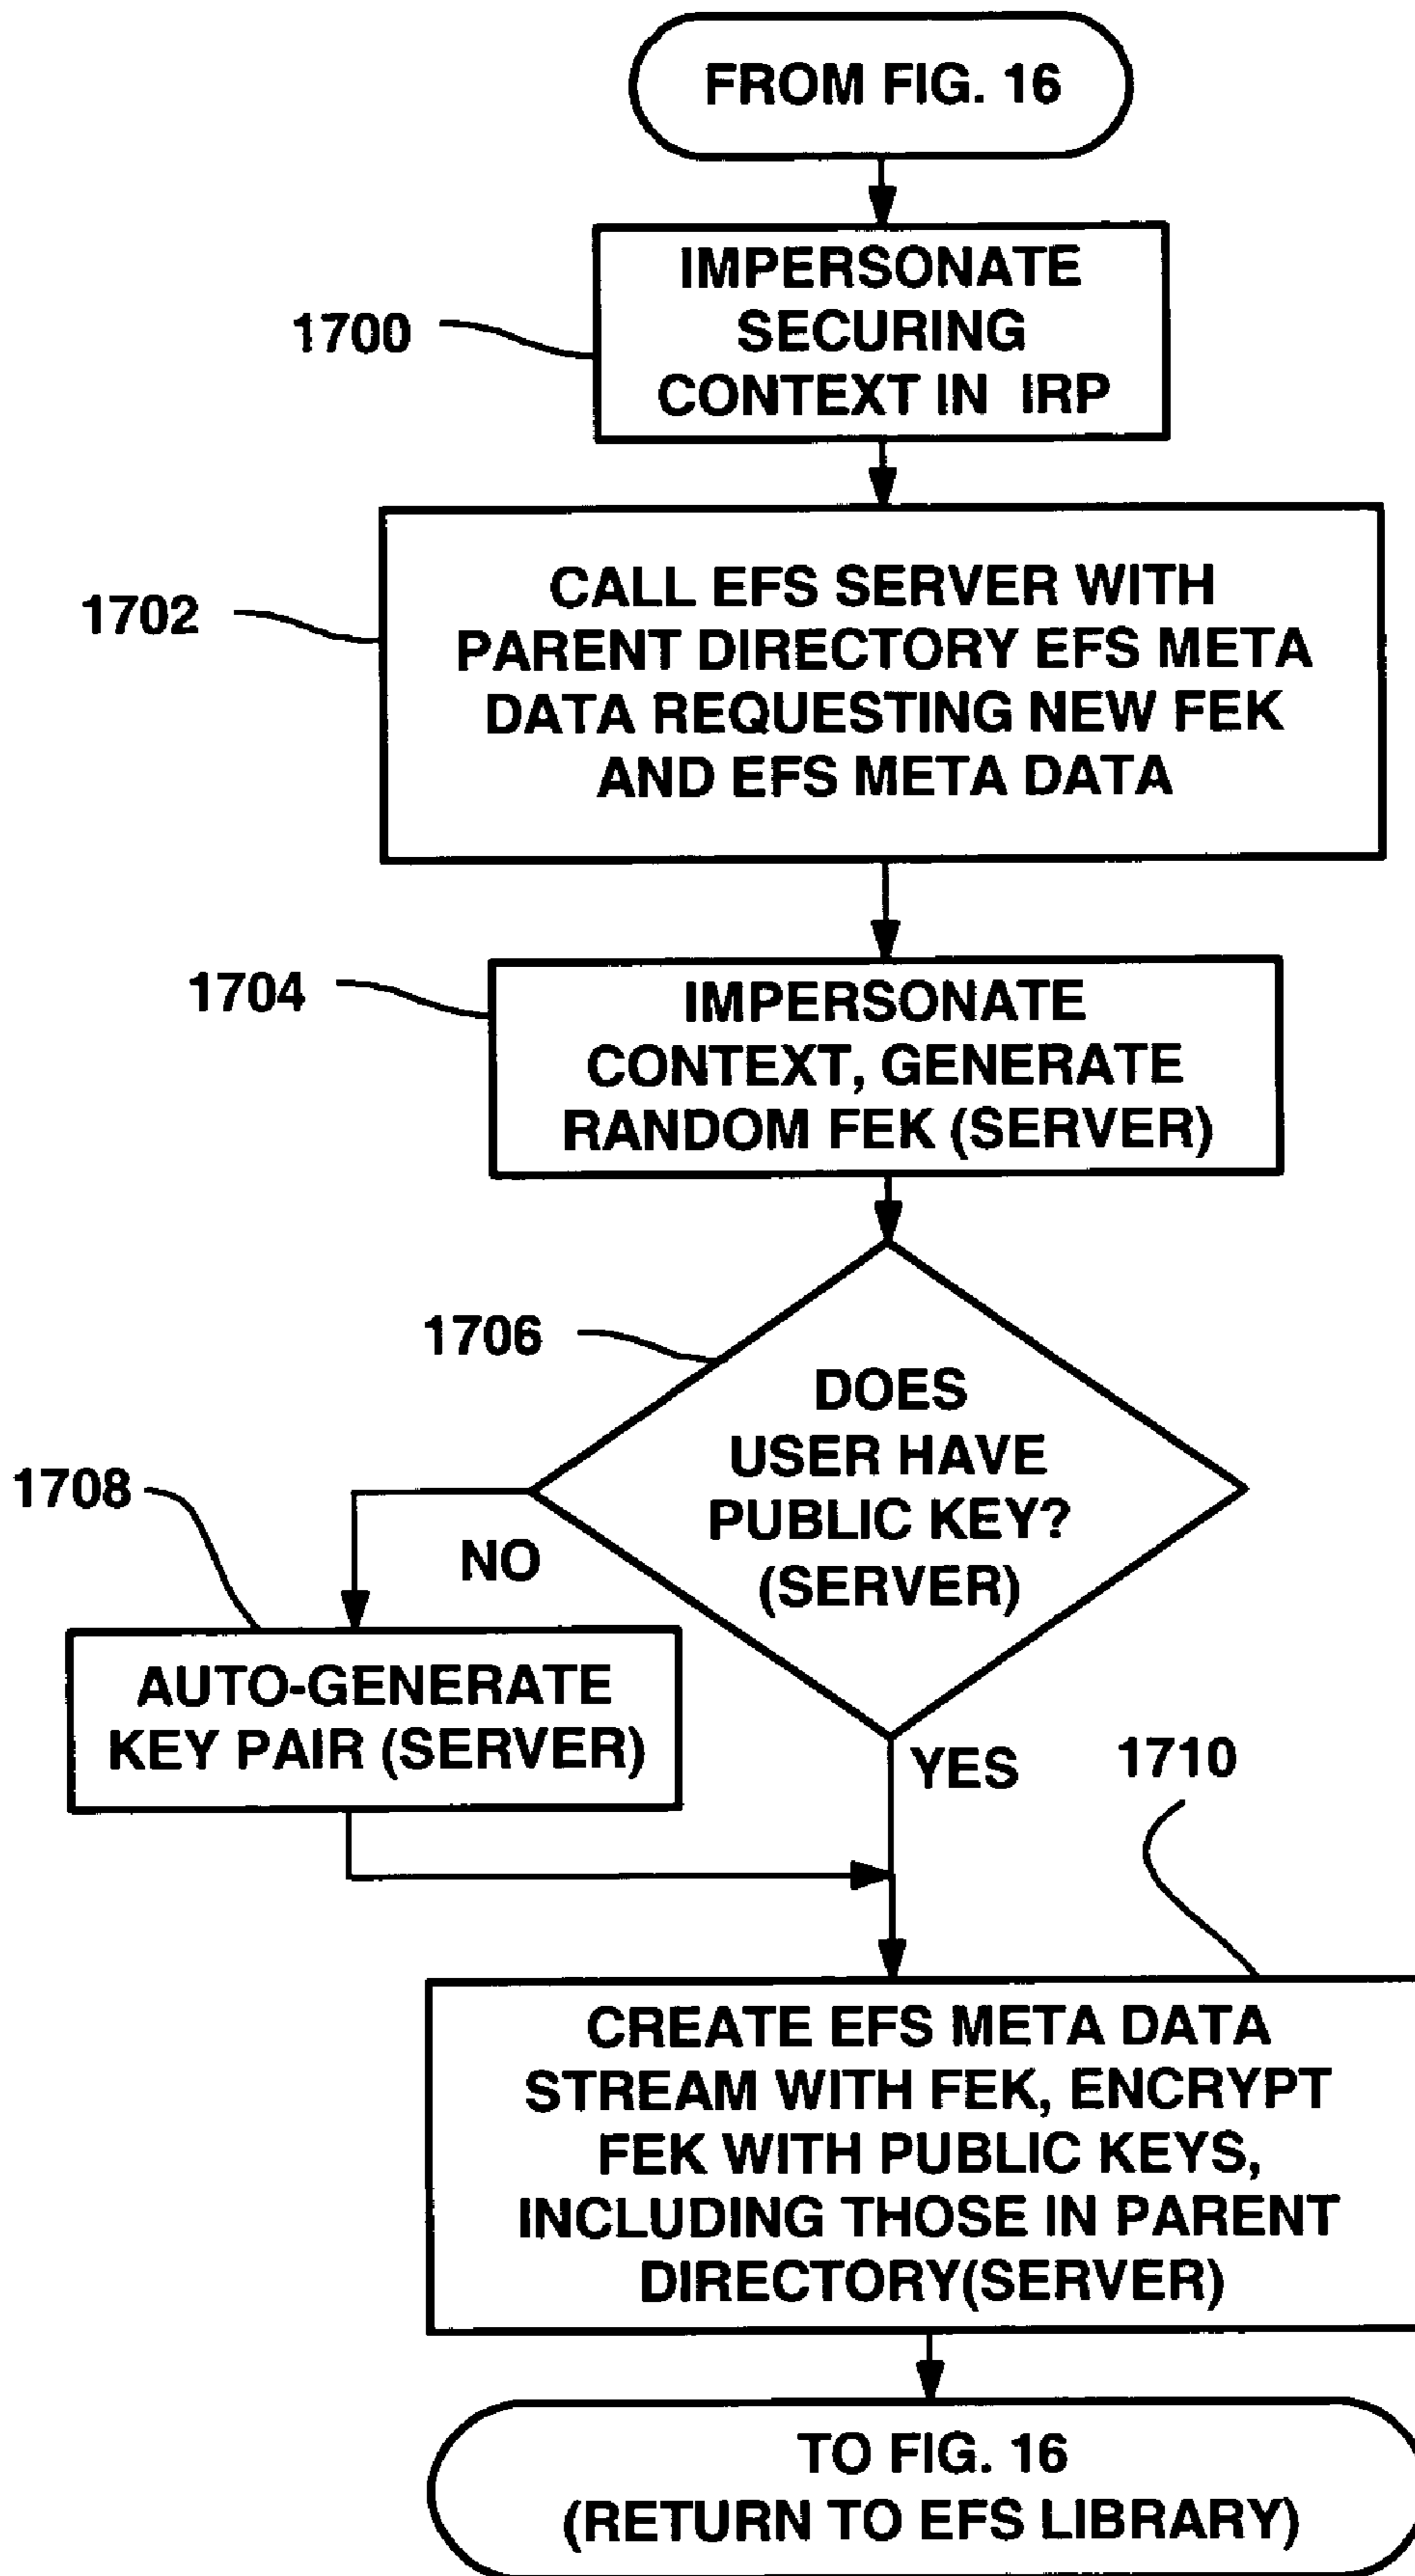 FROM FIG. 16
IMPERSONATE
SECURING
CONTEXT IN IRP
1700
CALL EFS SERVER WITH
PARENT DIRECTORY EFS META
DATA REQUESTING NEW FEK
AND EFS META DATA
1702
IMPERSONATE
CONTEXT, GENERATE
RANDOM FEK (SERVER)
1704
DOES
USER HAVE
PUBLIC KEY?
(SERVER)
1706
NO
1708
AUTO-GENERATE
KEY PAIR (SERVER)
YES
1710
CREATE EFS META DATA
STREAM WITH FEK, ENCRYPT
FEK WITH PUBLIC KEYS,
INCLUDING THOSE IN PARENT
DIRECTORY(SERVER)
TO FIG. 16
(RETURN TO EFS LIBRARY)